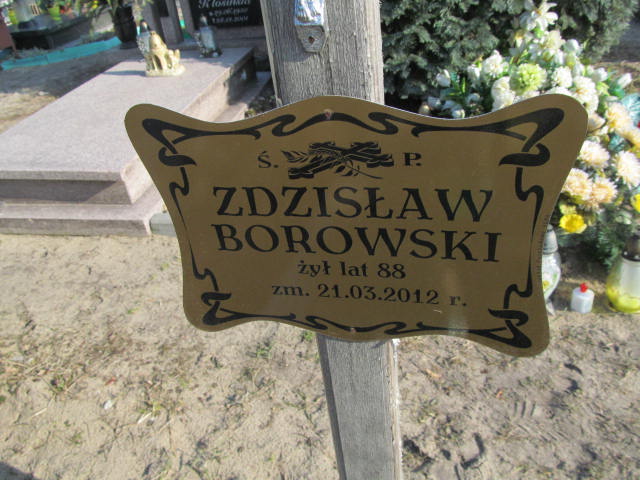 Ś. P.
ZDZISŁAW
BOROWSKI
żył lat 88
zm. 21.03.2012 r.